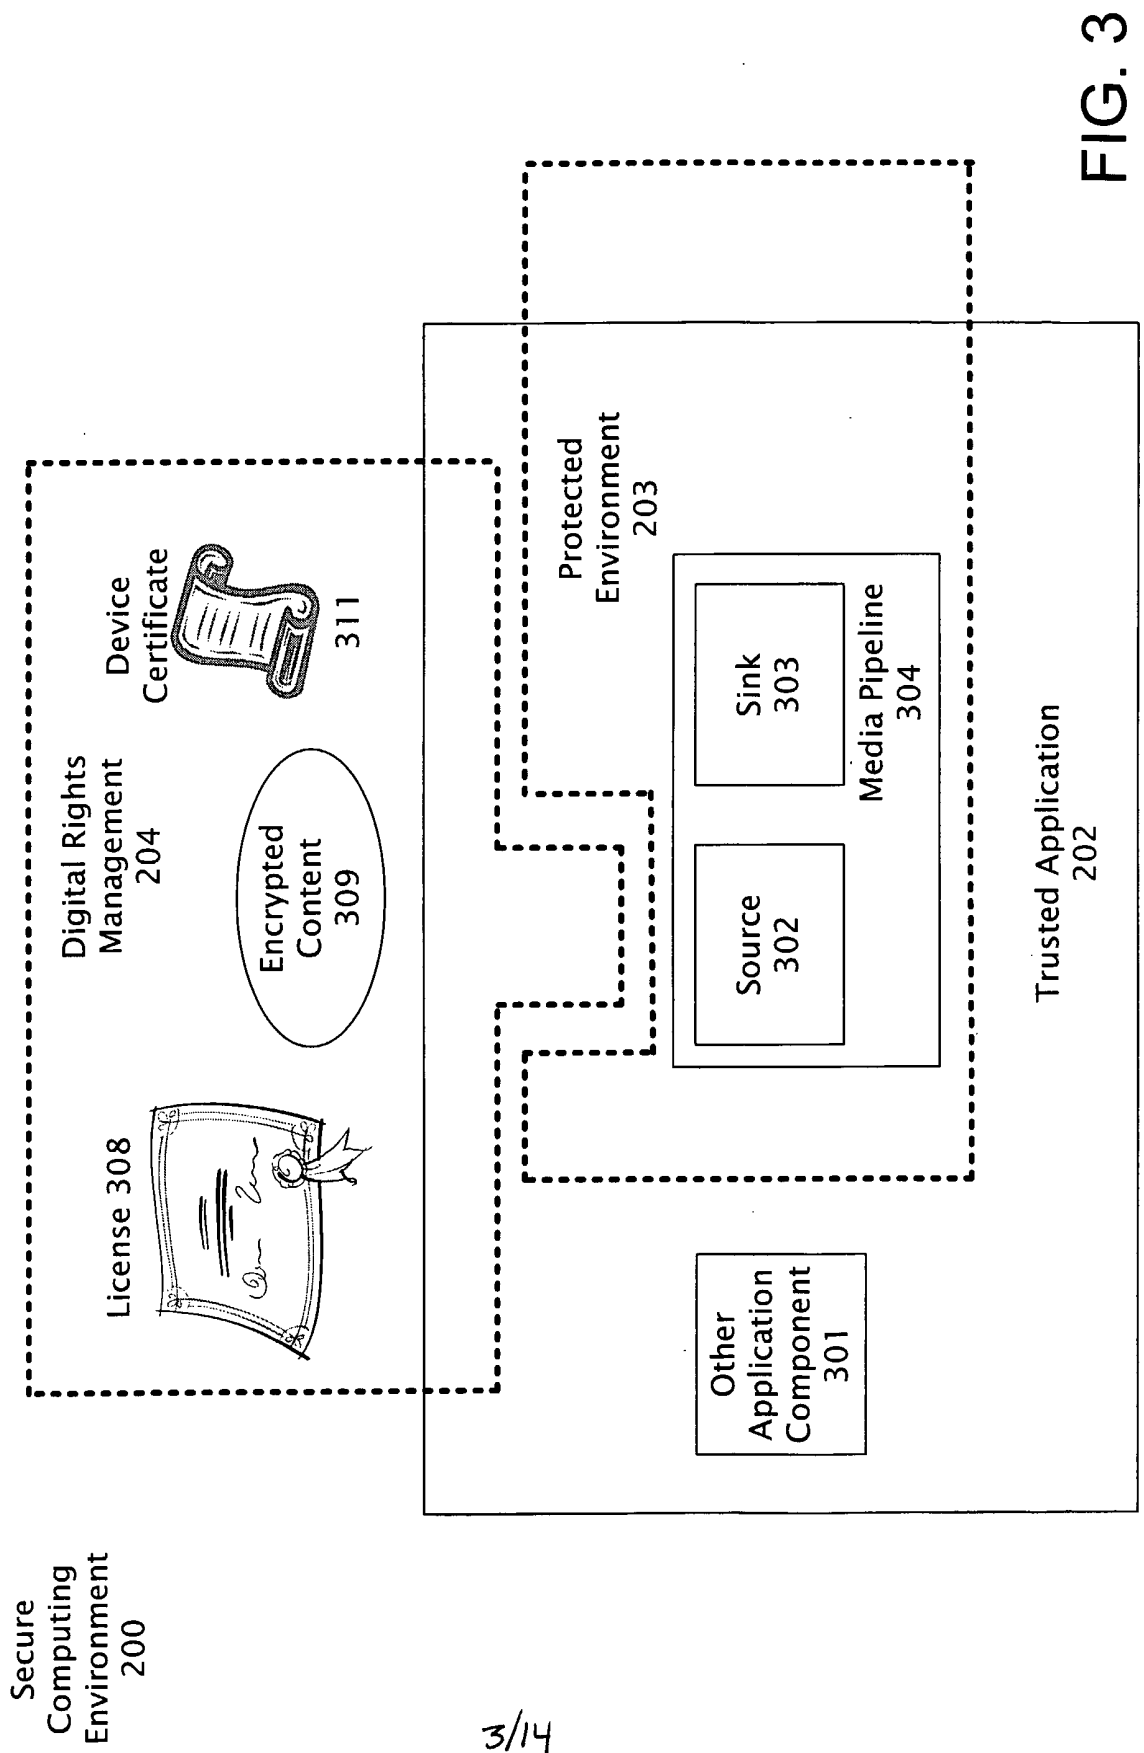 Secure
Computing
Environment
200
Digital Rights
Management
204
License 308
Encrypted
Content
309
Device
Certificate
311
Protected
Environment
203
Other
Application
Component
301
Source
302
Sink
303
Media Pipeline
304
Trusted Application
202
FIG. 3
3/14